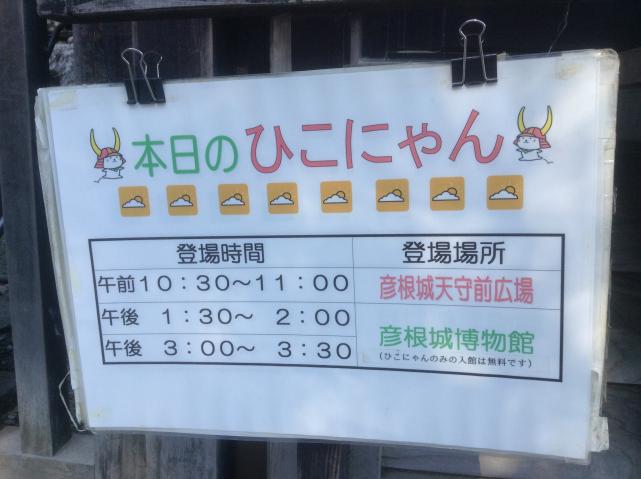 本日のひこにゃん
登場時間 登場場所
午前10：30～11：00 彦根城天守前広場
午後 1：30～ 2：00
午後 3：00～ 3：30
彦根城博物館
(ひこにゃんのみの入館は無料です)